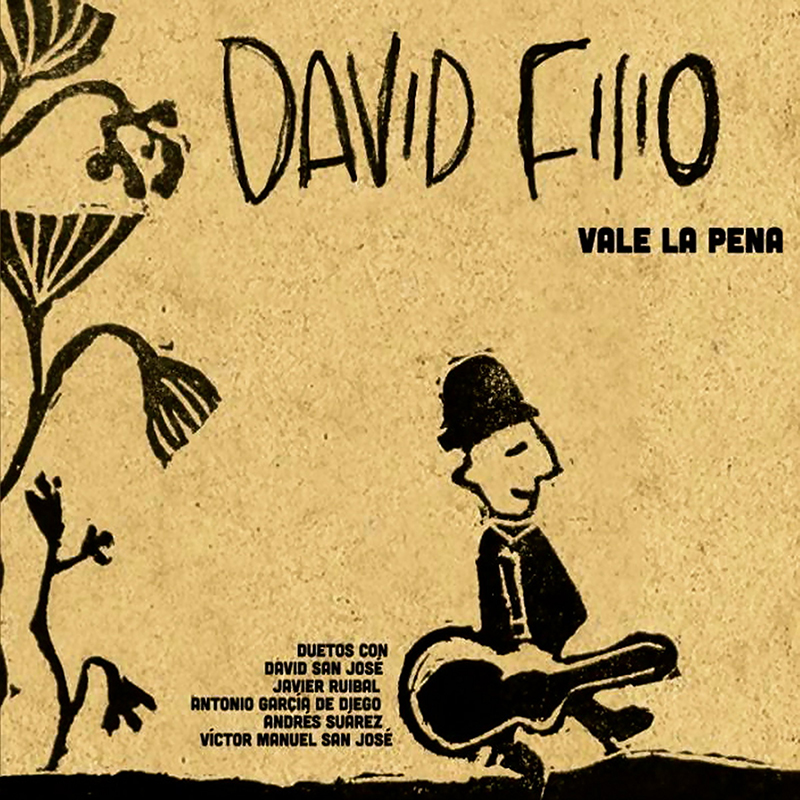 DAVID FILIO
VALE LA PENA
DUETOS CON
DAVID SAN JOSÉ
JAVIER RUIBAL
ANTONIO GARCÍA DE DJEGO
ANDRÉS SUÁREZ
VÍCTOR MANUEL SAN JOSÉ